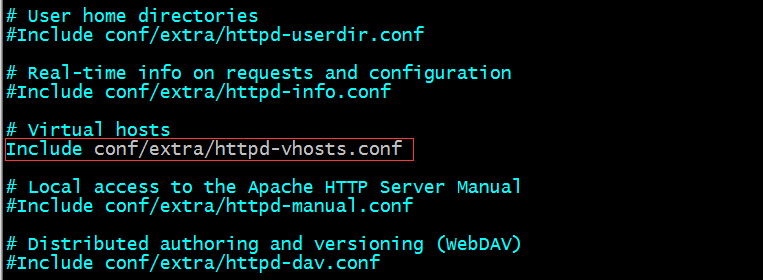 # User home directories
#Include conf/extra/httpd-userdir.conf
# Real-time info on requests and configuration
#Include conf/extra/httpd-info.conf
# Virtual hosts
Include conf/extra/httpd-vhosts.conf
# Local access to the Apache HTTP Server Manual
#Include conf/extra/httpd-manual.conf
# Distributed authoring and versioning (WebDAV)
#Include conf/extra/httpd-dav.conf